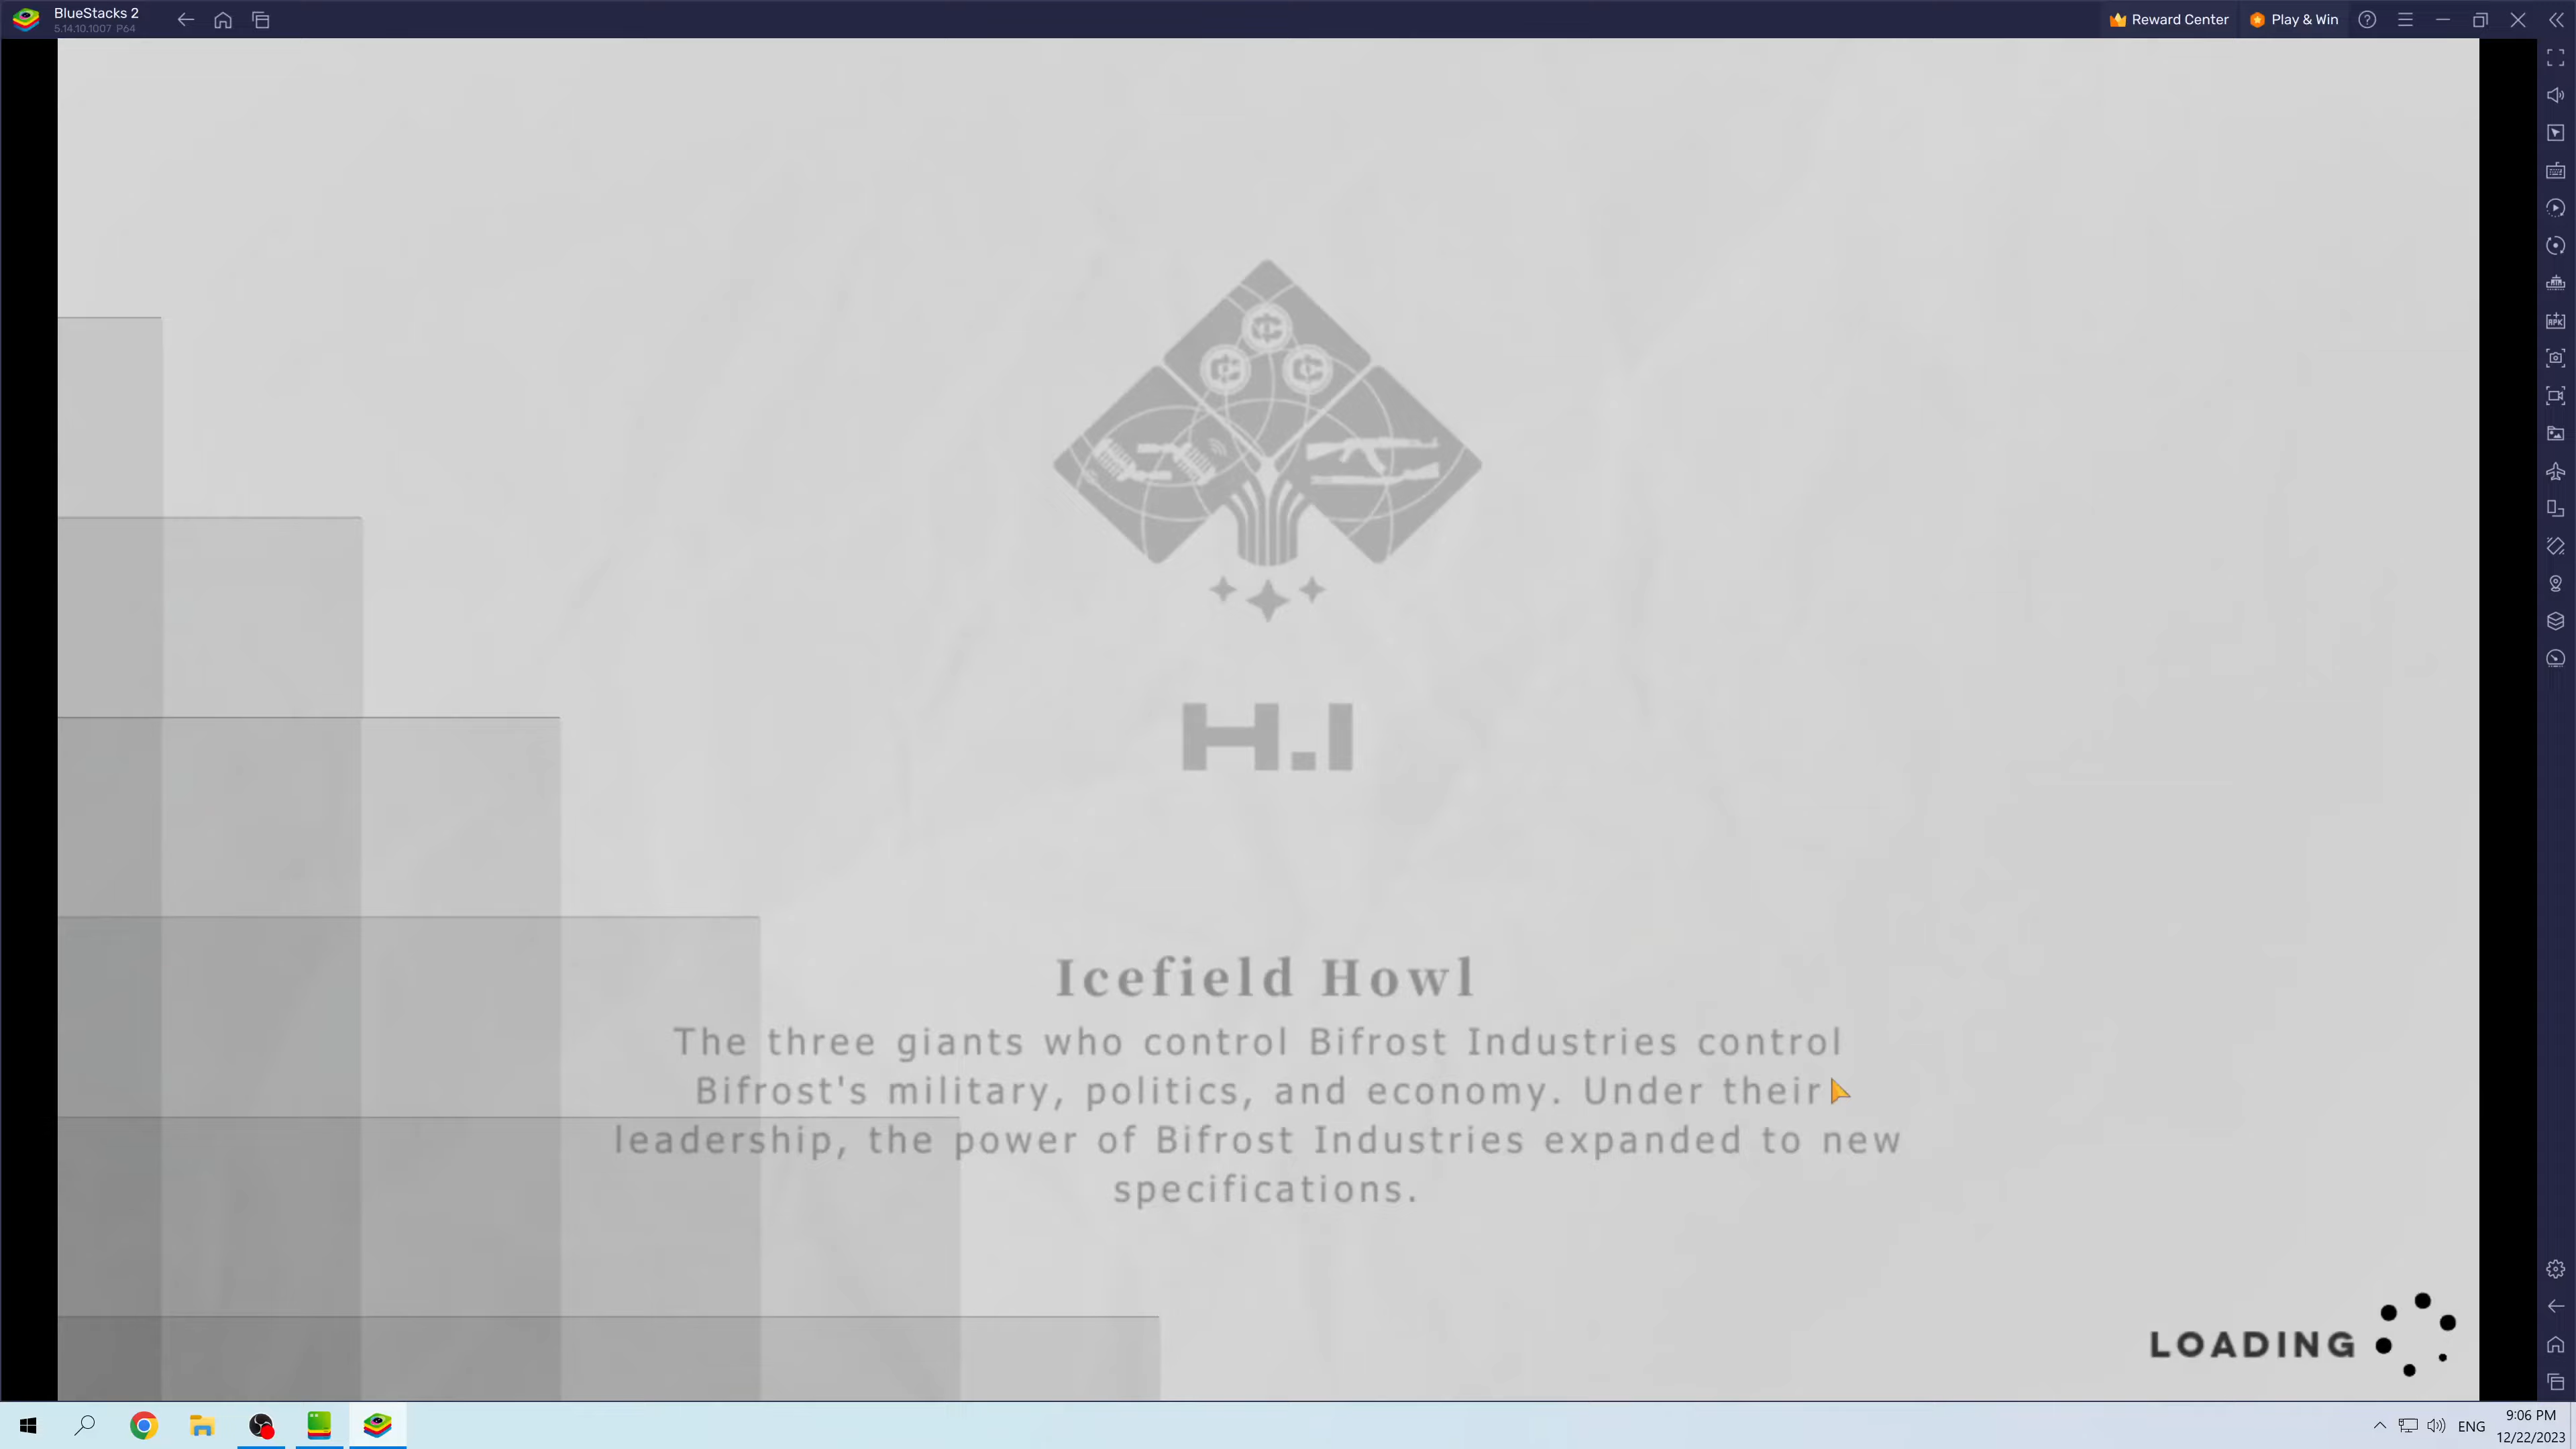 BlueStacks 2
5.14.10.1007 P64
Reward Center
Play & Win
H.I
Icefield Howl
The three giants who control Bifrost Industries control
Bifrost's military, politics, and economy. Under their
leadership, the power of Bifrost Industries expanded to new
specifications.
LOADING
ENG
9:06 PM
12/22/2023